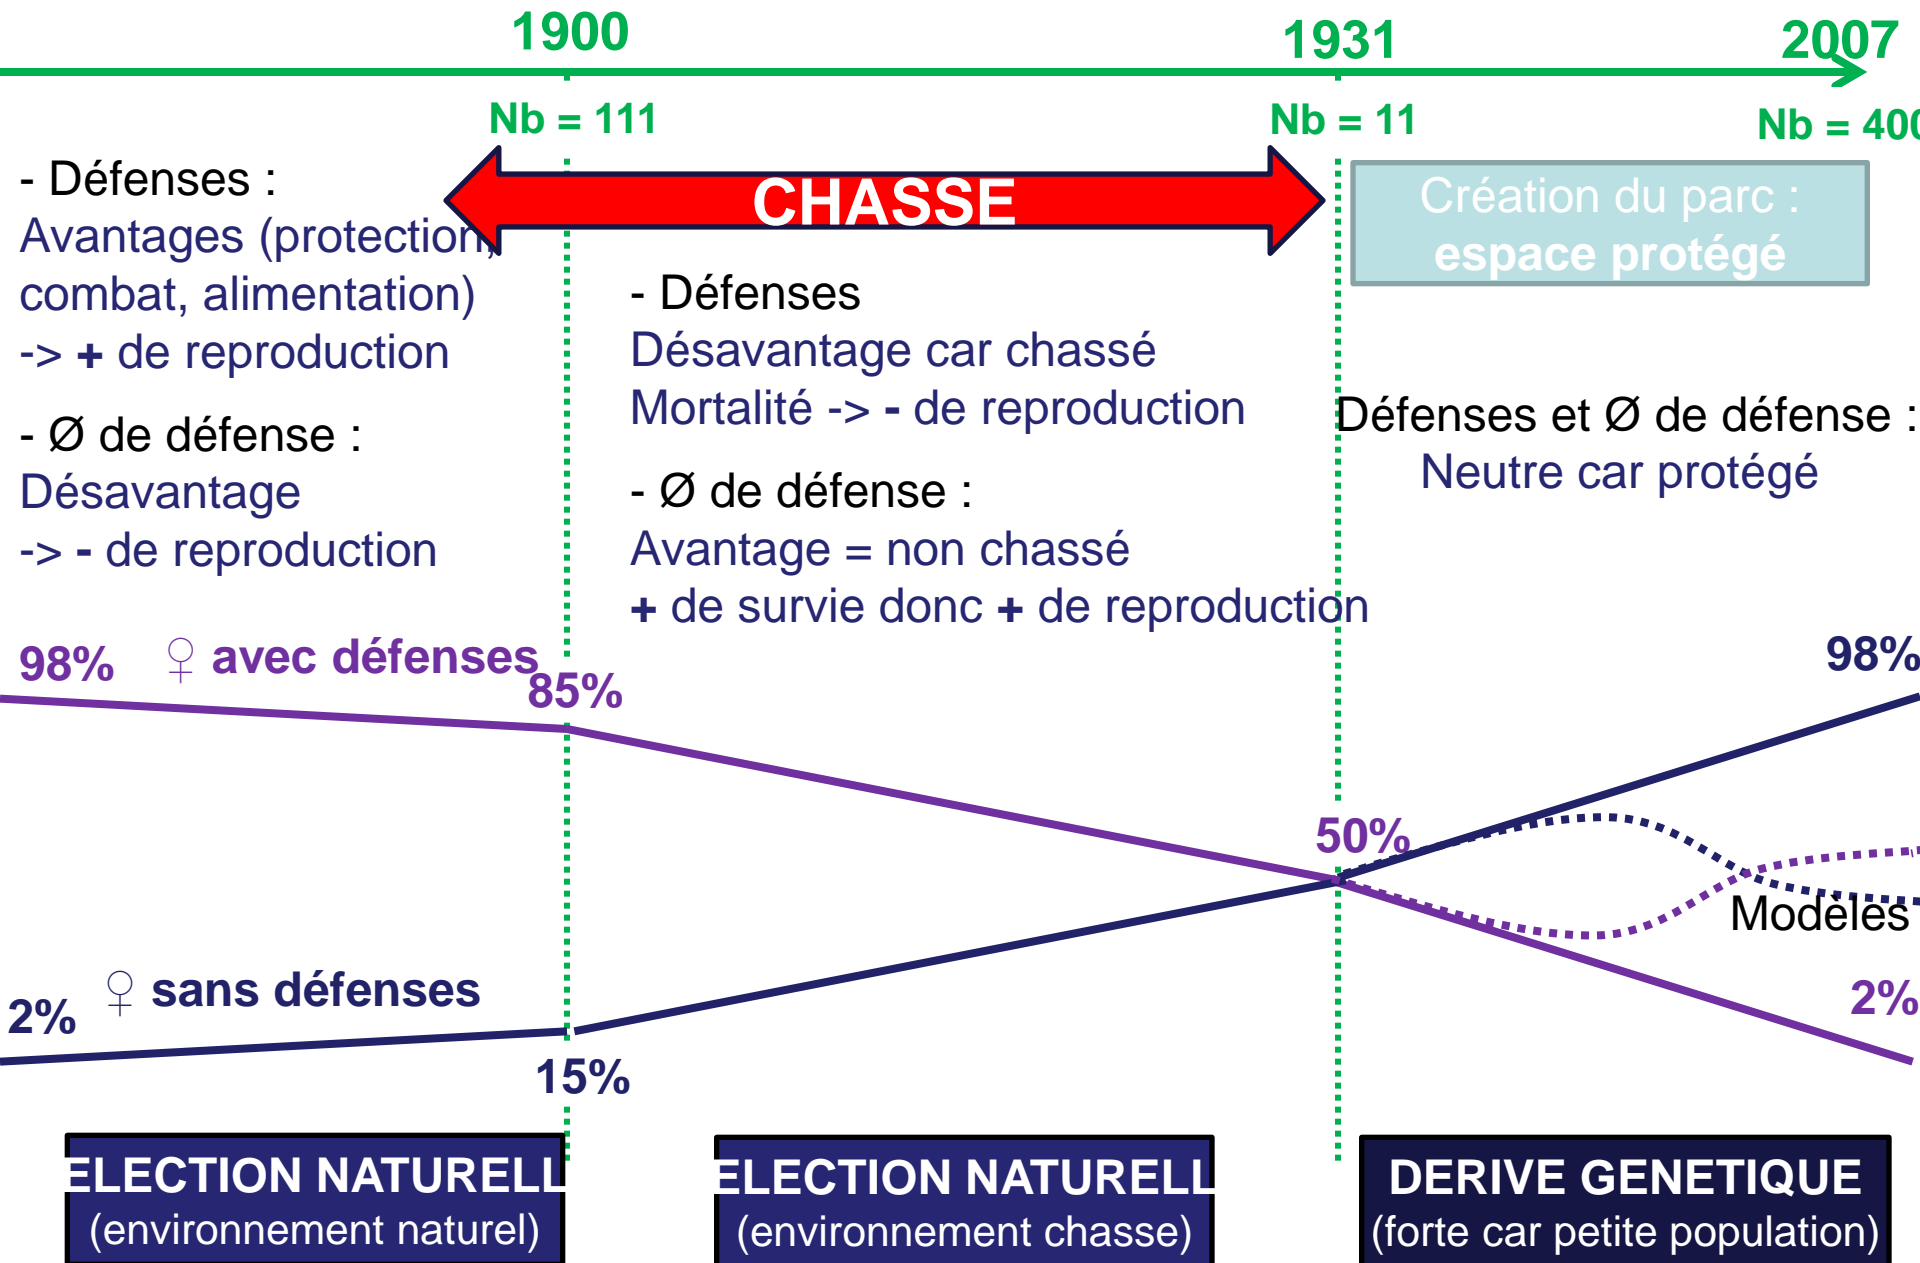 1900
1931
2007
Nb = 111
Nb = 11
Nb = 400
CHASSE
Création du parc :
espace protégé
- Défenses :
Avantages (protection,
combat, alimentation)
-> + de reproduction
- Ø de défense :
Désavantage
-> - de reproduction
- Défenses
Désavantage car chassé
Mortalité -> - de reproduction
- Ø de défense :
Avantage = non chassé
+ de survie donc + de reproduction
Défenses et Ø de défense :
Neutre car protégé
98% ♀ avec défenses
85%
98%
50%
Modèles
2% ♀ sans défenses
2%
15%
ELECTION NATURELL
(environnement naturel)
ELECTION NATURELL
(environnement chasse)
DERIVE GENETIQUE
(forte car petite population)